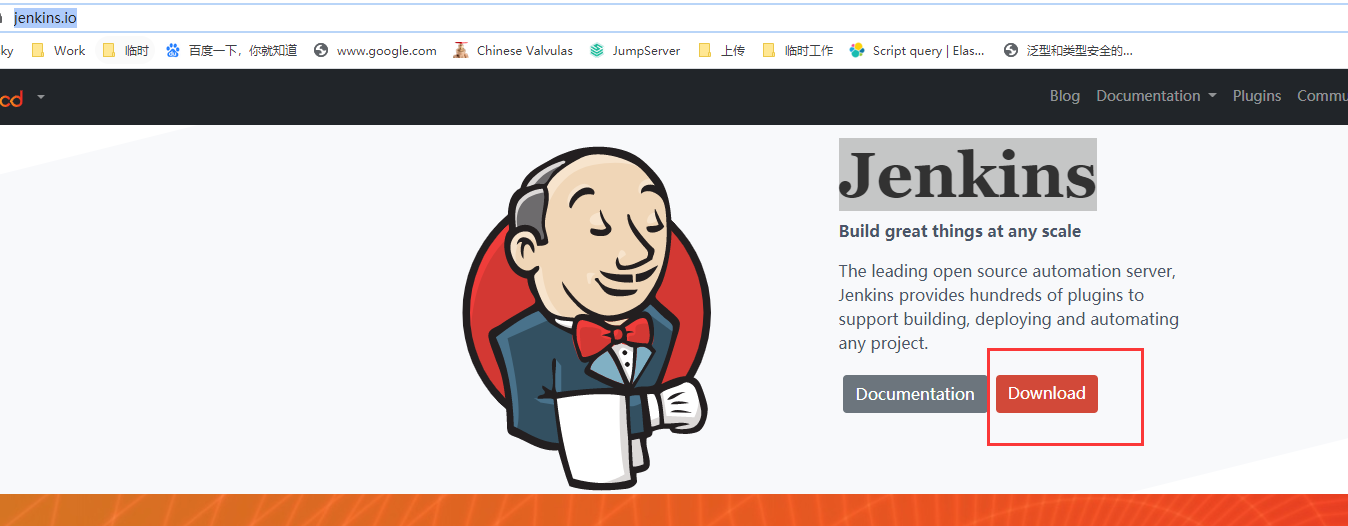 jenkins.io
ky Work 临时 百度一下，你就知道 www.google.com Chinese Valvulas JumpServer 上传 临时工作 Script query | Elas... 泛型和类型安全的...
cd Blog Documentation Plugins Commu
Jenkins
Build great things at any scale
The leading open source automation server,
Jenkins provides hundreds of plugins to
support building, deploying and automating
any project.
Documentation Download